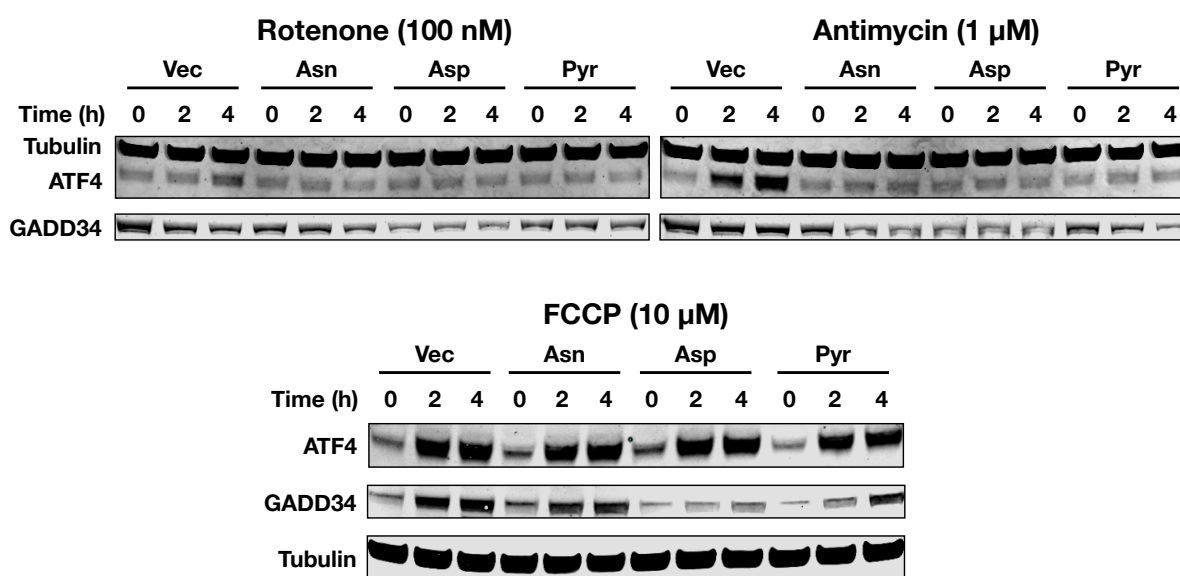 Rotenone (100 nM) Antimycin (1 µM)
Vec Asn Asp Pyr Vec Asn Asp Pyr
Time (h) 0 2 4 0 2 4 0 2 4 0 2 4 0 2 4 0 2 4 0 2 4 0 2 4
Tubulin
ATF4
GADD34
FCCP (10 µM)
Vec Asn Asp Pyr
Time (h) 0 2 4 0 2 4 0 2 4 0 2 4
ATF4
GADD34
Tubulin